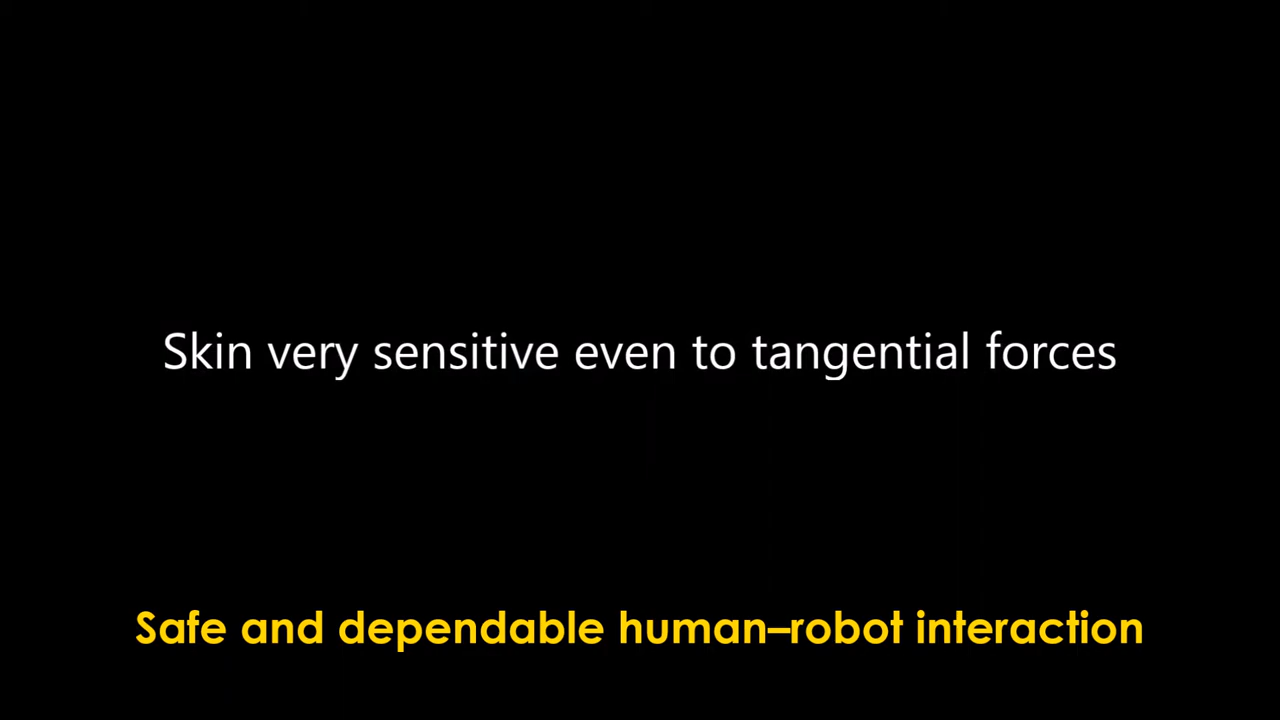 Skin very sensitive even to tangential forces
Safe and dependable human–robot interaction